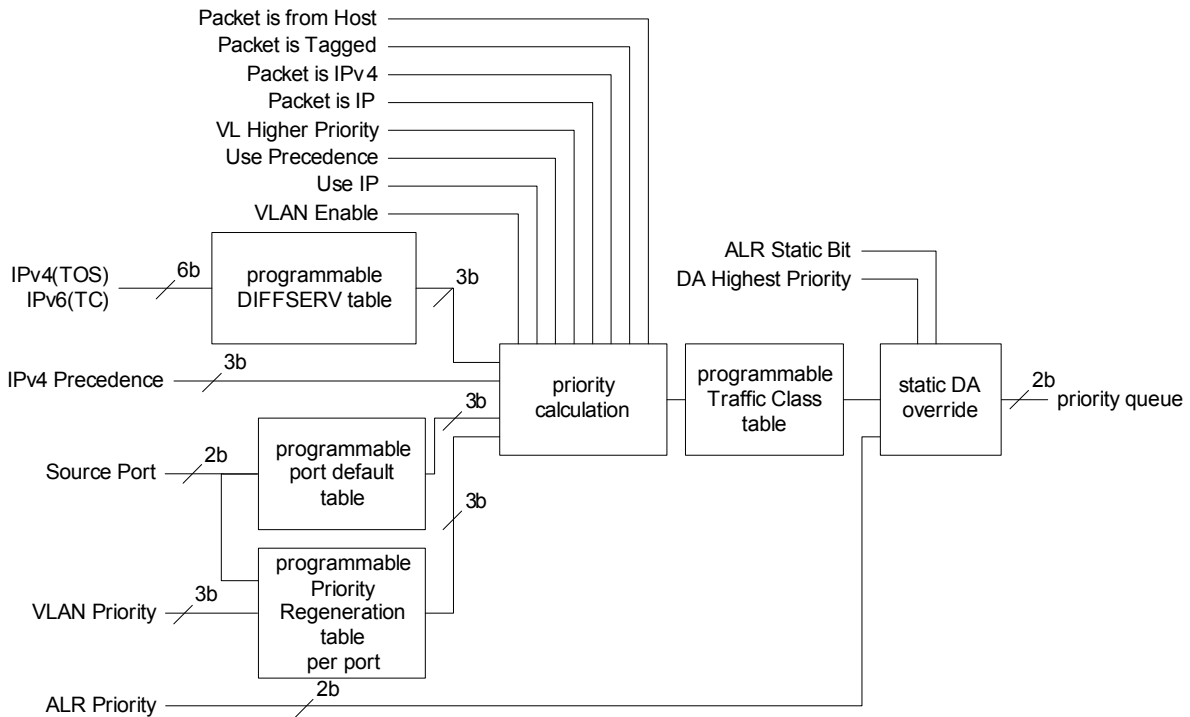 Packet is from Host
Packet is Tagged
Packet is IPv4
Packet is IP
VL Higher Priority
Use Precedence
Use IP
VLAN Enable
ALR Static Bit
DA Highest Priority
IPv4(TOS)
IPv6(TC)
6b
programmable
DIFFSERV table
3b
IPv4 Precedence
3b
priority
calculation
programmable
Traffic Class
table
static DA
override
2b
priority queue
Source Port
2b
programmable
port default
table
3b
VLAN Priority
3b
programmable
Priority
Regeneration
table
per port
3b
ALR Priority
2b